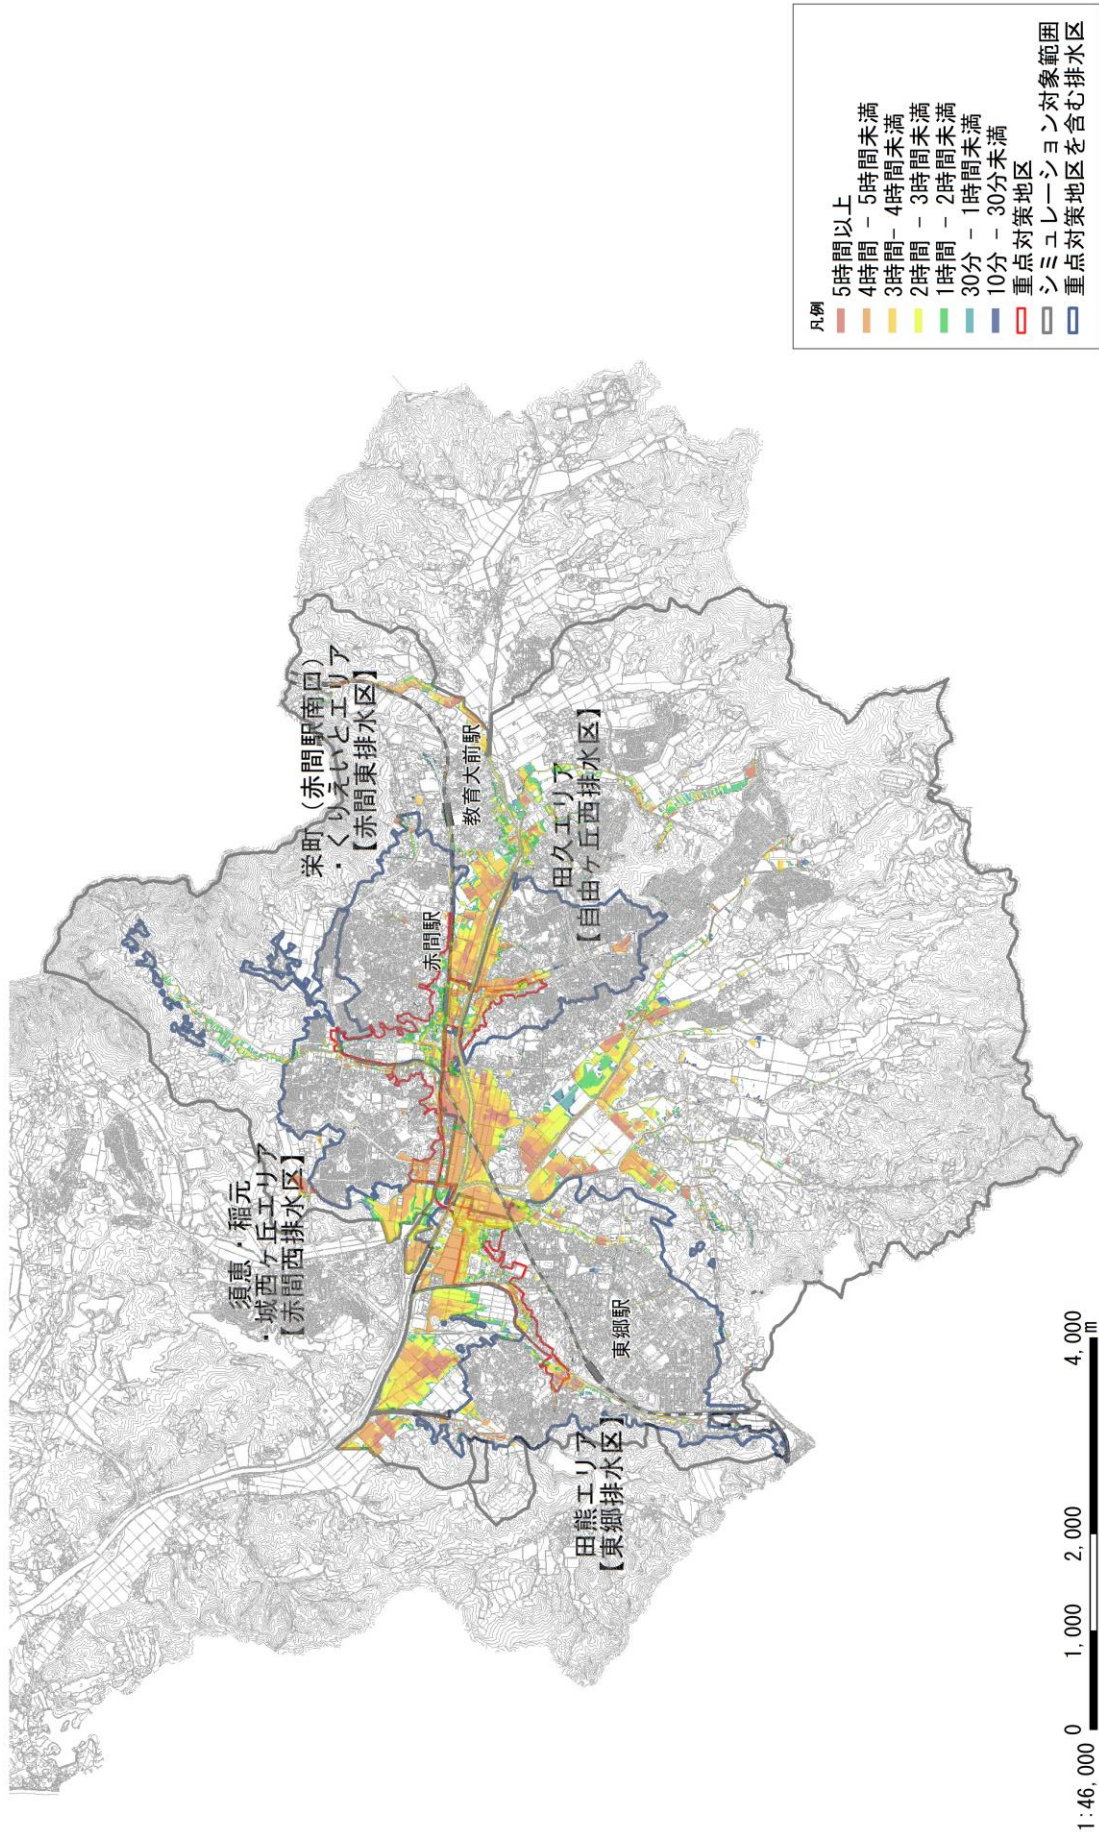 栄町(赤間駅南口)
・くりえいとエリア
【赤間東排水区】
教育大前駅
赤間駅
田久エリア
【自由ヶ丘西排水区】
須恵・稲元
・城西ヶ丘エリア
【赤間西排水区】
東郷駅
田熊エリア
【東郷排水区】
凡例
5時間以上
4時間 - 5時間未満
3時間- 4時間未満
2時間 - 3時間未満
1時間 - 2時間未満
30分 - 1時間未満
10分 - 30分未満
重点対策地区
シミュレーション対象範囲
重点対策地区を含む排水区
1:46,000 0 1,000 2,000 4,000
m